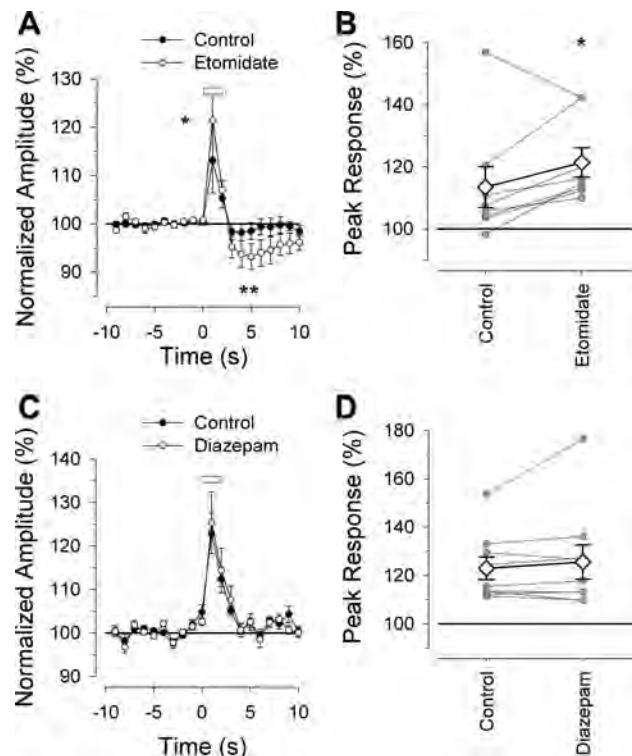 A
Control
Etomidate
Normalized Amplitude (%)
130
120
110
100
90
*
**
-10 -5 0 5 10
Time (s)
B
*
Peak Response (%)
160
140
120
100
Control
Etomidate
C
Control
Diazepam
Normalized Amplitude (%)
140
130
120
110
100
90
-10 -5 0 5 10
Time (s)
D
Peak Response (%)
180
160
140
120
100
Control
Diazepam